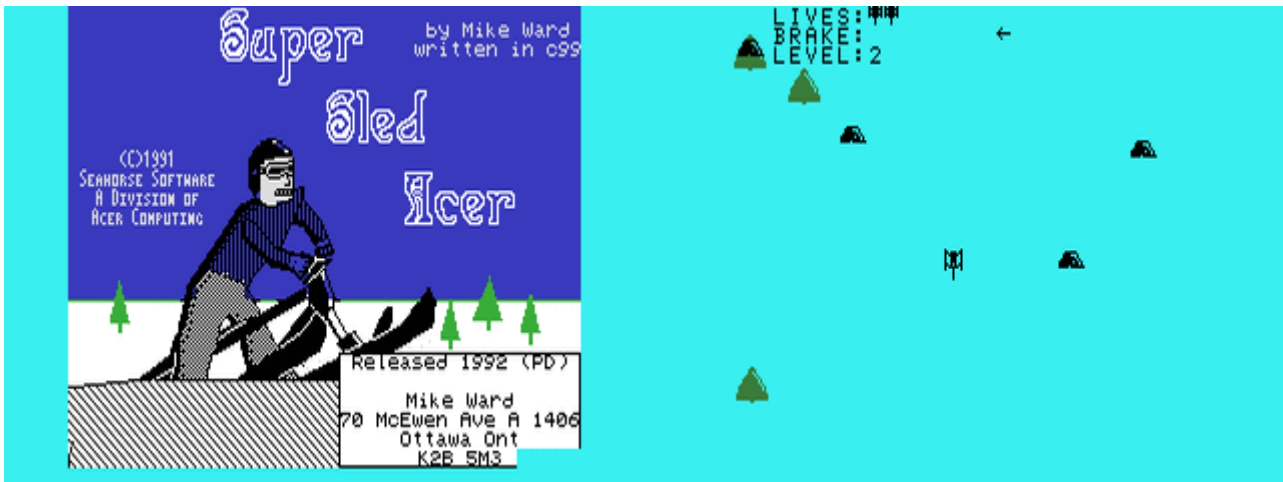 Super
by Mike Ward
written in c99
Sled
Acer
(C)1991
SEAHORSE SOFTWARE
A DIVISION OF
ACER COMPUTING
Released 1992 (PD)
Mike Ward
70 McEwen Ave A 1406
Ottawa Ont
K2B 5M3
LIVES:
BRAKE: ←
LEVEL:2